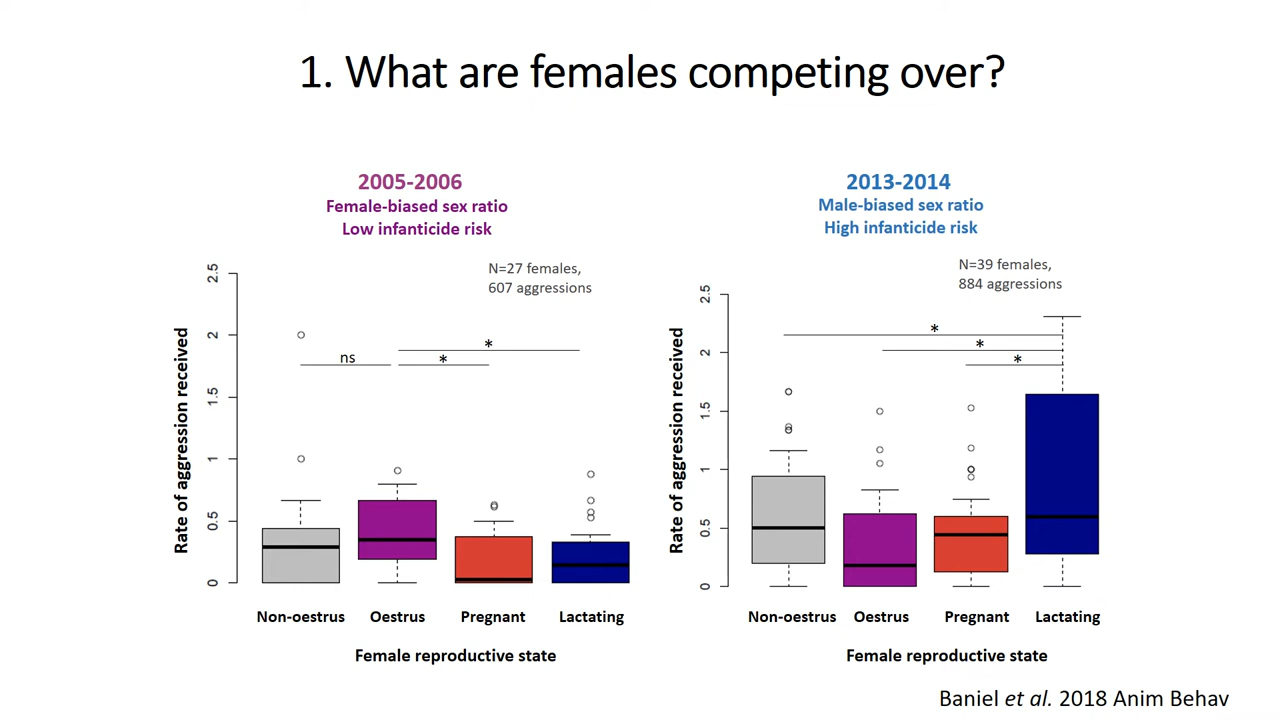 1. What are females competing over?
2005-2006
Female-biased sex ratio
Low infanticide risk
N=27 females,
607 aggressions
Rate of aggression received
2.5
2
1.5
1
0.5
0
ns
*
*
Non-oestrus
Oestrus
Pregnant
Lactating
Female reproductive state
2013-2014
Male-biased sex ratio
High infanticide risk
N=39 females,
884 aggressions
Rate of aggression received
2.5
2
1.5
1
0.5
0
*
*
*
Non-oestrus
Oestrus
Pregnant
Lactating
Female reproductive state
Baniel et al. 2018 Anim Behav